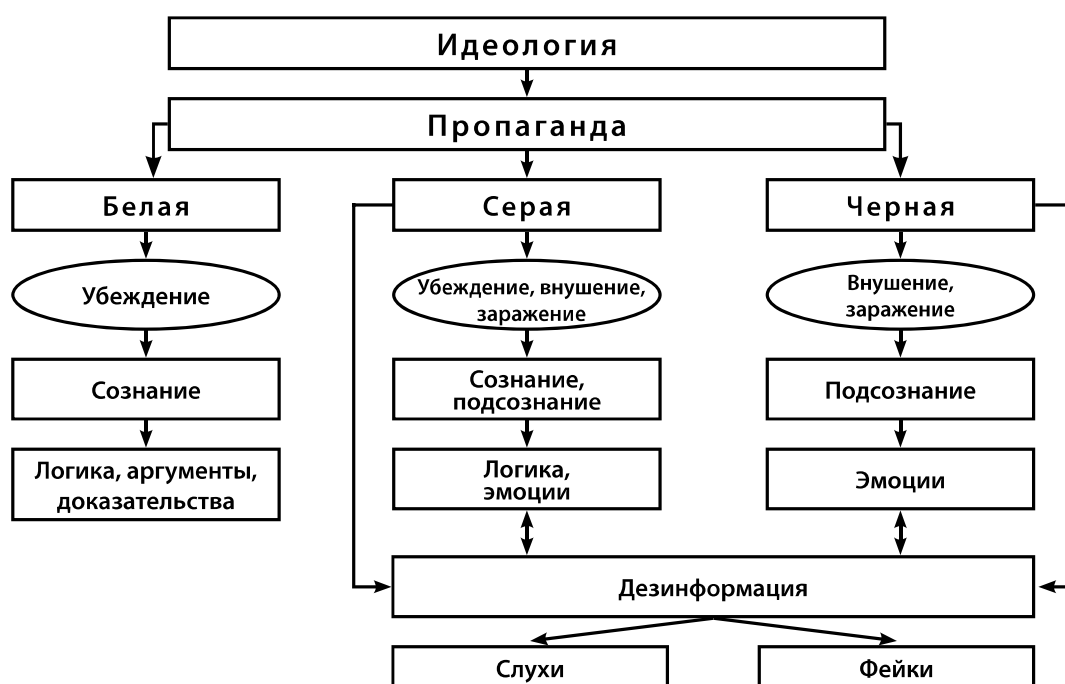 Идеология
Пропаганда
Белая
Серая
Черная
Убеждение
Убеждение, внушение,
заражение
Внушение,
заражение
Сознание
Сознание,
подсознание
Подсознание
Логика, аргументы,
доказательства
Логика,
эмоции
Эмоции
Дезинформация
Слухи
Фейки